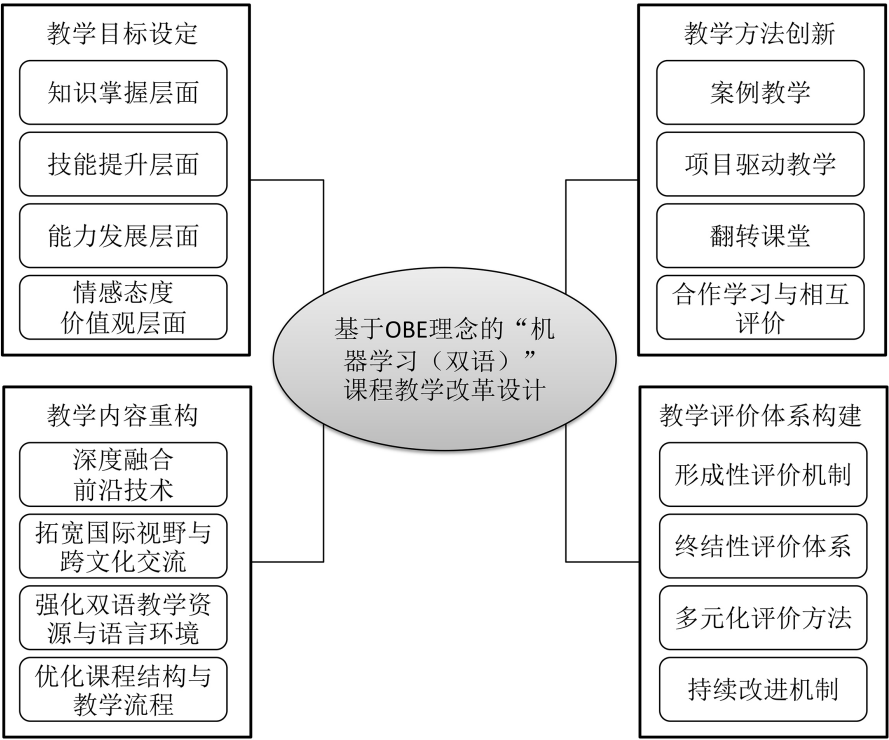 教学目标设定
知识掌握层面
技能提升层面
能力发展层面
情感态度
价值观层面
教学方法创新
案例教学
项目驱动教学
翻转课堂
合作学习与相互
评价
基于OBE理念的“机
器学习（双语）”
课程教学改革设计
教学内容重构
深度融合
前沿技术
拓宽国际视野与
跨文化交流
强化双语教学资
源与语言环境
优化课程结构与
教学流程
教学评价体系构建
形成性评价机制
终结性评价体系
多元化评价方法
持续改进机制